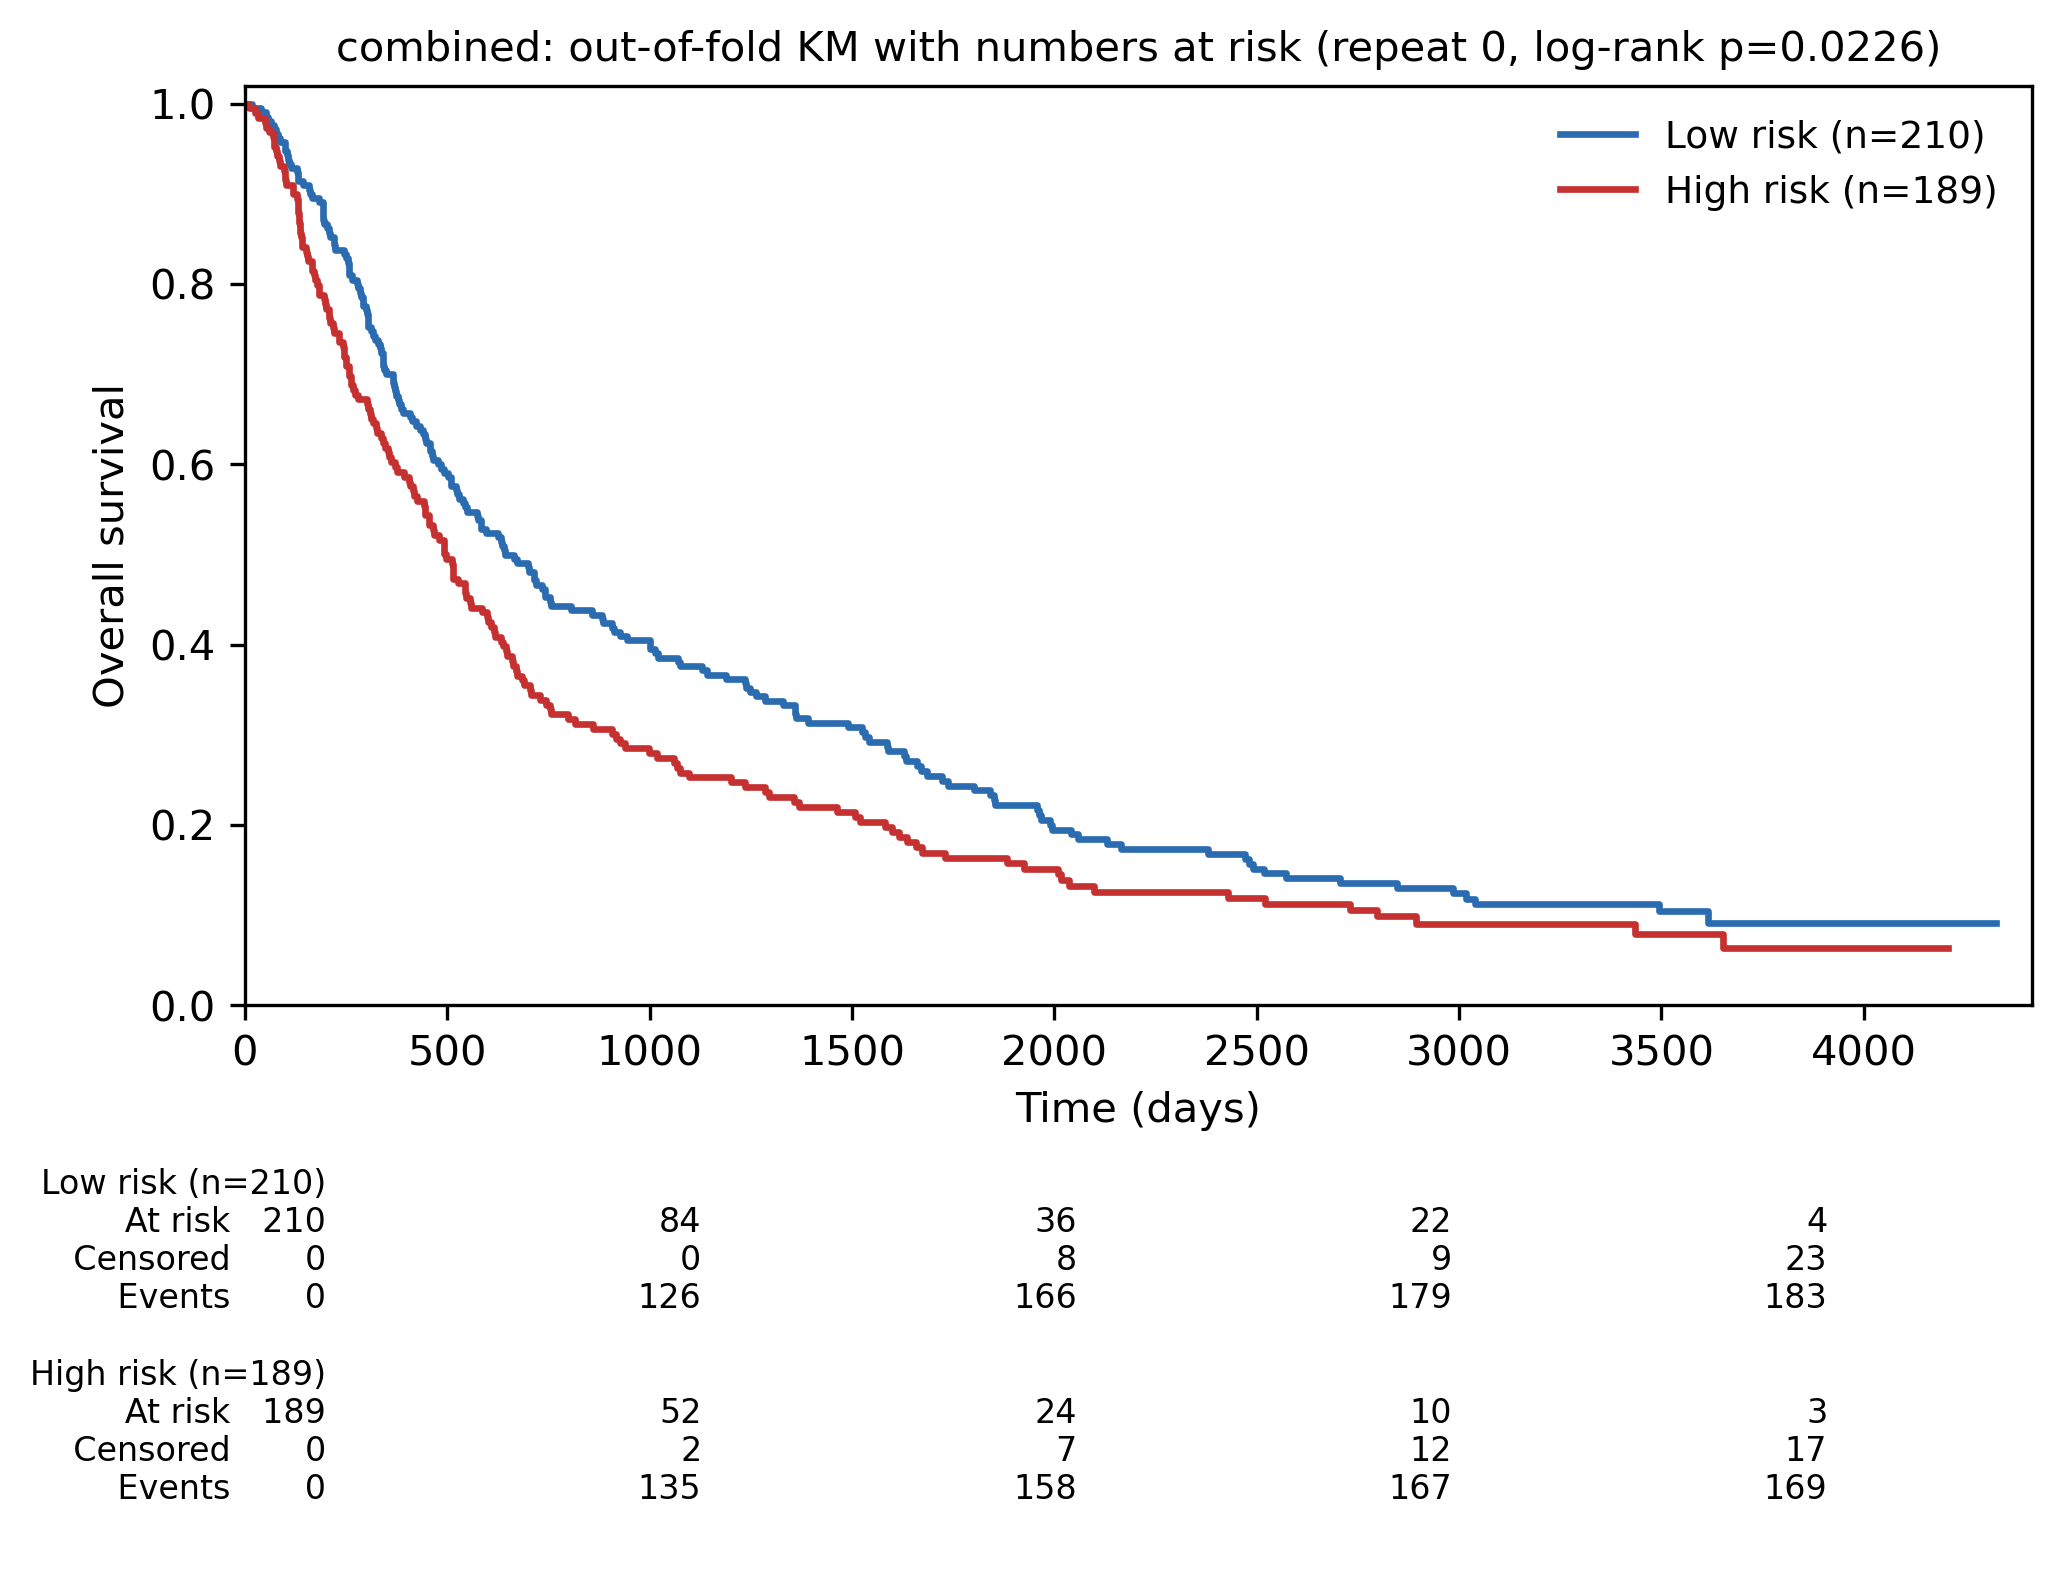 combined: out-of-fold KM with numbers at risk (repeat 0, log-rank p=0.0226)
Low risk (n=210)
High risk (n=189)
Overall survival
1.0
0.8
0.6
0.4
0.2
0.0
0 500 1000 1500 2000 2500 3000 3500 4000
Time (days)
Low risk (n=210)
At risk 210 84 36 22 4
Censored 0 0 8 9 23
Events 0 126 166 179 183
High risk (n=189)
At risk 189 52 24 10 3
Censored 0 2 7 12 17
Events 0 135 158 167 169